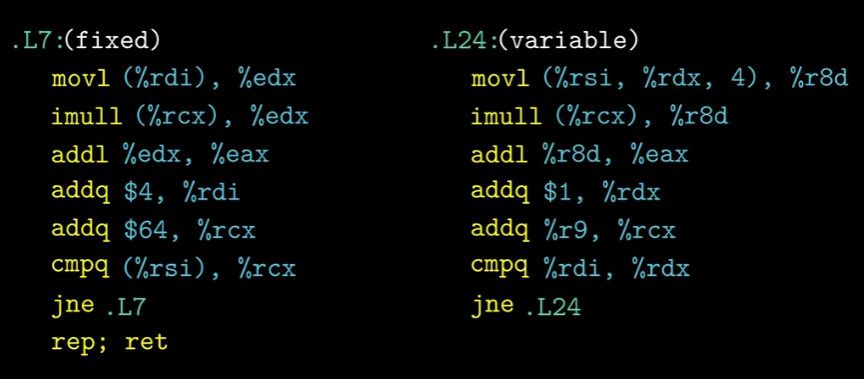 .L7:(fixed)
movl (%rdi), %edx
imull (%rcx), %edx
addl %edx, %eax
addq $4, %rdi
addq $64, %rcx
cmpq (%rsi), %rcx
jne .L7
rep; ret
.L24:(variable)
movl (%rsi, %rdx, 4), %r8d
imull (%rcx), %r8d
addl %r8d, %eax
addq $1, %rdx
addq %r9, %rcx
cmpq %rdi, %rdx
jne .L24